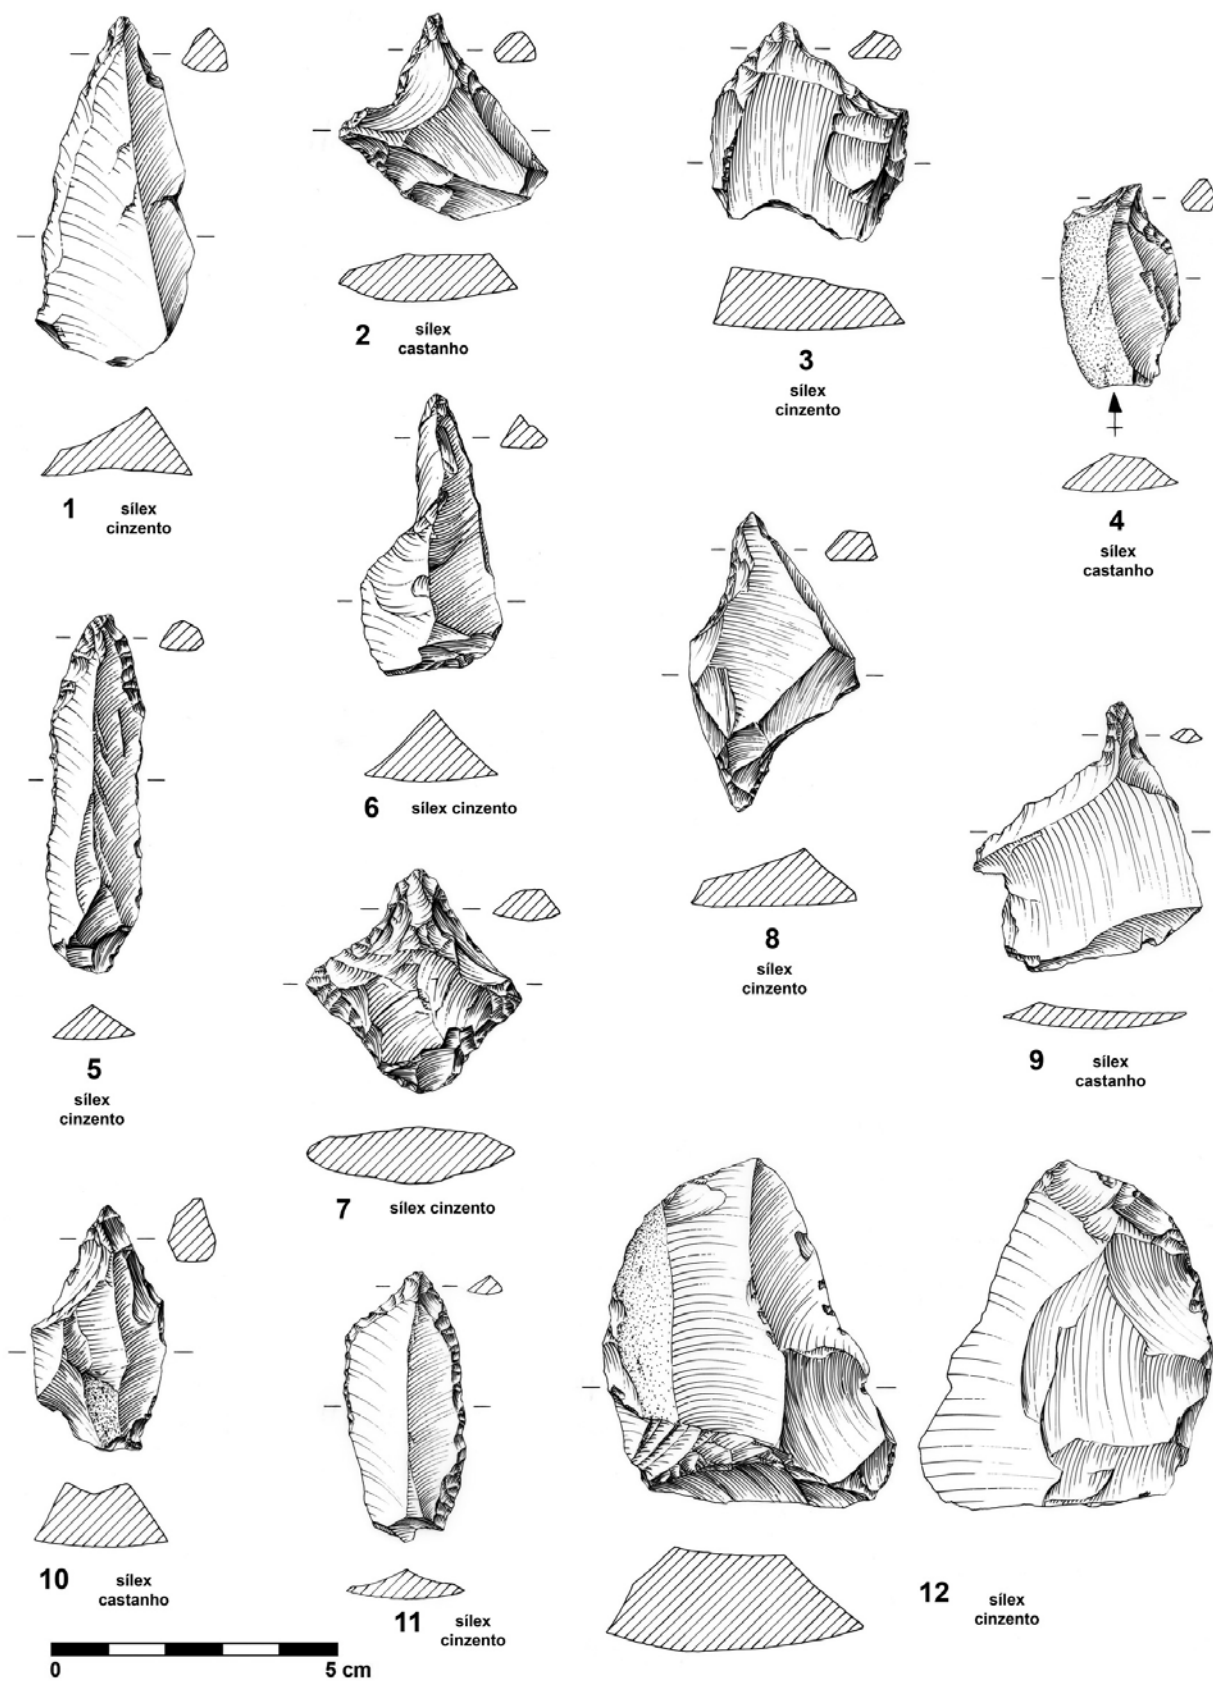 1 sílex
cinzento
2 sílex
castanho
3
sílex
cinzento
4
sílex
castanho
5
sílex
cinzento
6 sílex cinzento
7 sílex cinzento
8
sílex
cinzento
9 sílex
castanho
10 sílex
castanho
11 sílex
cinzento
12 sílex
cinzento
0 5 cm